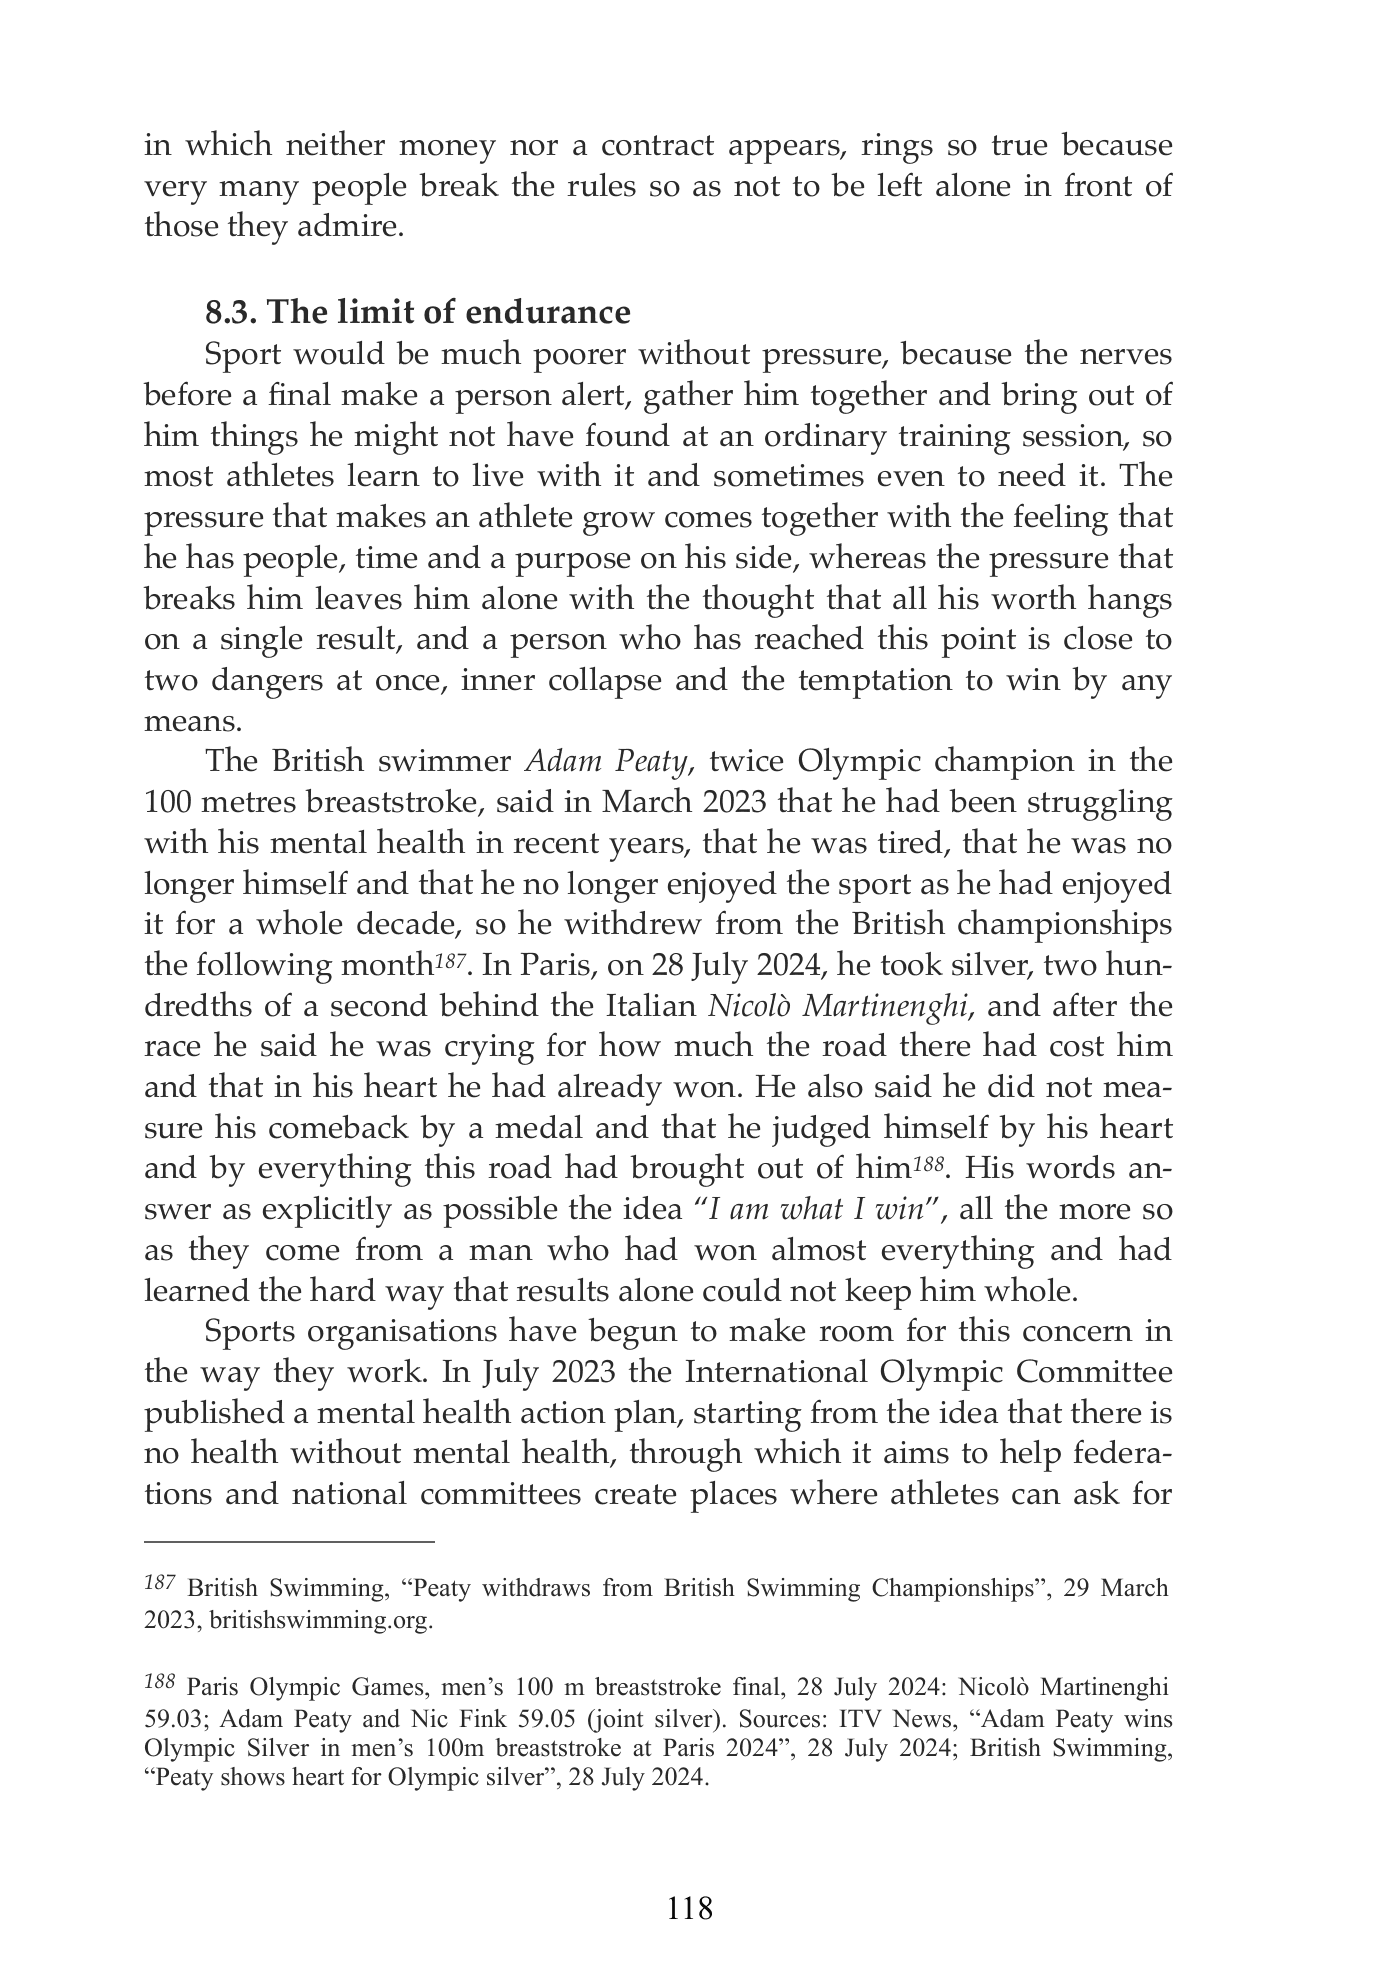 in which neither money nor a contract appears, rings so true because
very many people break the rules so as not to be left alone in front of
those they admire.
8.3. The limit of endurance
Sport would be much poorer without pressure, because the nerves
before a final make a person alert, gather him together and bring out of
him things he might not have found at an ordinary training session, so
most athletes learn to live with it and sometimes even to need it. The
pressure that makes an athlete grow comes together with the feeling that
he has people, time and a purpose on his side, whereas the pressure that
breaks him leaves him alone with the thought that all his worth hangs
on a single result, and a person who has reached this point is close to
two dangers at once, inner collapse and the temptation to win by any
means.
The British swimmer Adam Peaty, twice Olympic champion in the
100 metres breaststroke, said in March 2023 that he had been struggling
with his mental health in recent years, that he was tired, that he was no
longer himself and that he no longer enjoyed the sport as he had enjoyed
it for a whole decade, so he withdrew from the British championships
the following month187. In Paris, on 28 July 2024, he took silver, two hun-
dredths of a second behind the Italian Nicolò Martinenghi, and after the
race he said he was crying for how much the road there had cost him
and that in his heart he had already won. He also said he did not mea-
sure his comeback by a medal and that he judged himself by his heart
and by everything this road had brought out of him188. His words an-
swer as explicitly as possible the idea “I am what I win”, all the more so
as they come from a man who had won almost everything and had
learned the hard way that results alone could not keep him whole.
Sports organisations have begun to make room for this concern in
the way they work. In July 2023 the International Olympic Committee
published a mental health action plan, starting from the idea that there is
no health without mental health, through which it aims to help federa-
tions and national committees create places where athletes can ask for
187 British Swimming, “Peaty withdraws from British Swimming Championships”, 29 March
2023, britishswimming.org.
188 Paris Olympic Games, men’s 100 m breaststroke final, 28 July 2024: Nicolò Martinenghi
59.03; Adam Peaty and Nic Fink 59.05 (joint silver). Sources: ITV News, “Adam Peaty wins
Olympic Silver in men’s 100m breaststroke at Paris 2024”, 28 July 2024; British Swimming,
“Peaty shows heart for Olympic silver”, 28 July 2024.
118